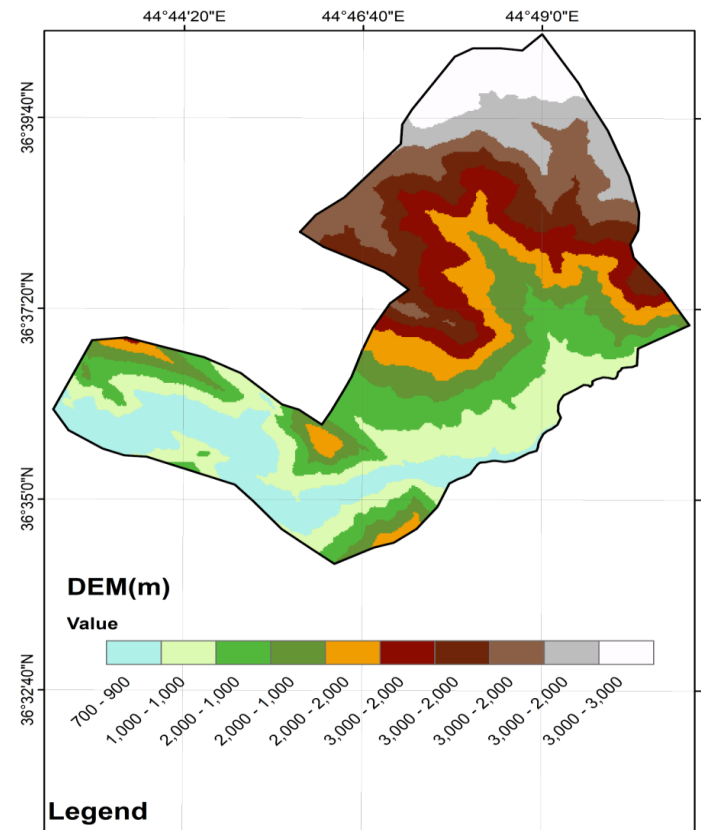 44°44'20"E 44°46'40"E 44°49'0"E
36°39'40"N
36°37'20"N
36°35'0"N
36°32'40"N
DEM(m)
Value
700 - 900
1,000 - 1,000
2,000 - 1,000
2,000 - 1,000
2,000 - 2,000
3,000 - 2,000
3,000 - 2,000
3,000 - 2,000
3,000 - 2,000
3,000 - 3,000
Legend